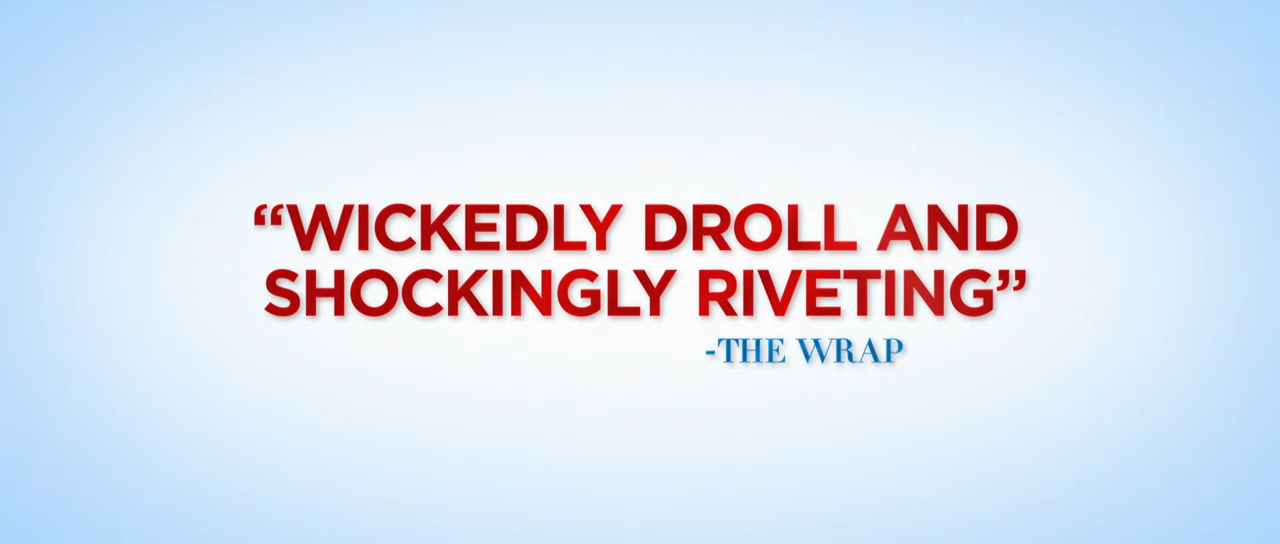 “WICKEDLY DROLL AND
SHOCKINGLY RIVETING”
-THE WRAP